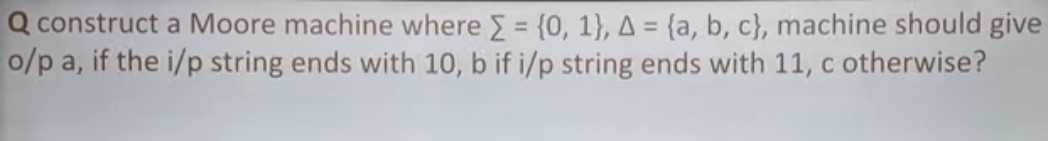 Q construct a Moore machine where ∑ = {0, 1}, Δ = {a, b, c}, machine should give
o/p a, if the i/p string ends with 10, b if i/p string ends with 11, c otherwise?